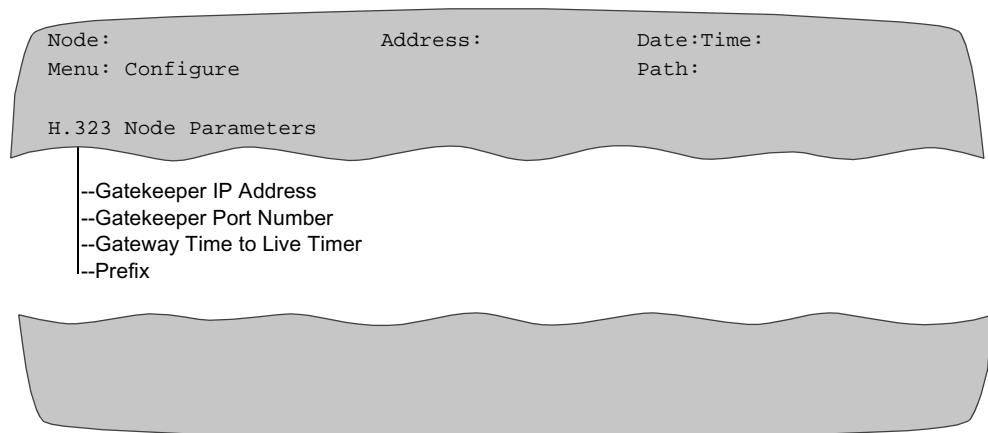 Node: Address: Date:Time:
Menu: Configure Path:
H.323 Node Parameters
--Gatekeeper IP Address
--Gatekeeper Port Number
--Gateway Time to Live Timer
--Prefix